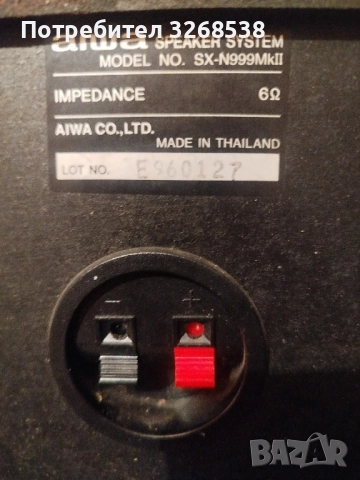 Потребител 3268538
aiwa SPEAKER SYSTEM
MODEL NO. SX-N999MkII
IMPEDANCE 6Ω
AIWA CO.,LTD.
MADE IN THAILAND
LOT NO. E960127
− +
BAZAR